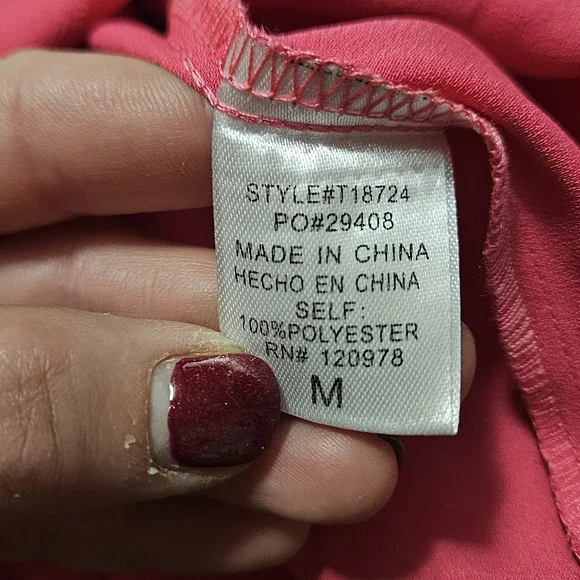 STYLE#T18724
PO#29408
MADE IN CHINA
HECHO EN CHINA
SELF:
100%POLYESTER
RN# 120978
M